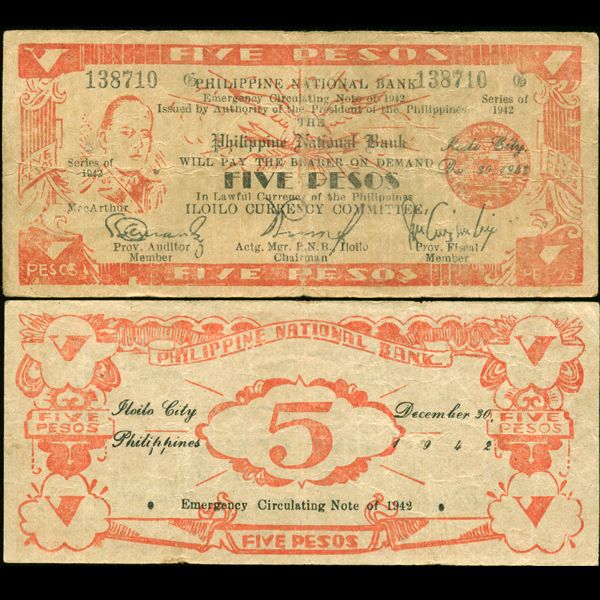 FIVE PESOS
138710 G PHILIPPINE NATIONAL BANK 138710 G
Emergency Circulating Note of 1942
Series of
1942
Issued by Authority of the President of the Philippines
THE
Philippine National Bank
Iloilo City,
Series of
1942
WILL PAY THE BEARER ON DEMAND
Dec. 30, 1942
FIVE PESOS
In Lawful Currency of the Philippines
MacArthur
ILOILO CURRENCY COMMITTEE:
Prov. Auditor
Member
Actg. Mgr. P.N.B., Iloilo
Chairman
Prov. Fiscal
Member
PESOS
FIVE PESOS
PESOS
V
PHILIPPINE NATIONAL BANK
V
FIVE
PESOS
Iloilo City
Philippines
5
December 30,
1942
FIVE
PESOS
Emergency Circulating Note of 1942
V
FIVE PESOS
V